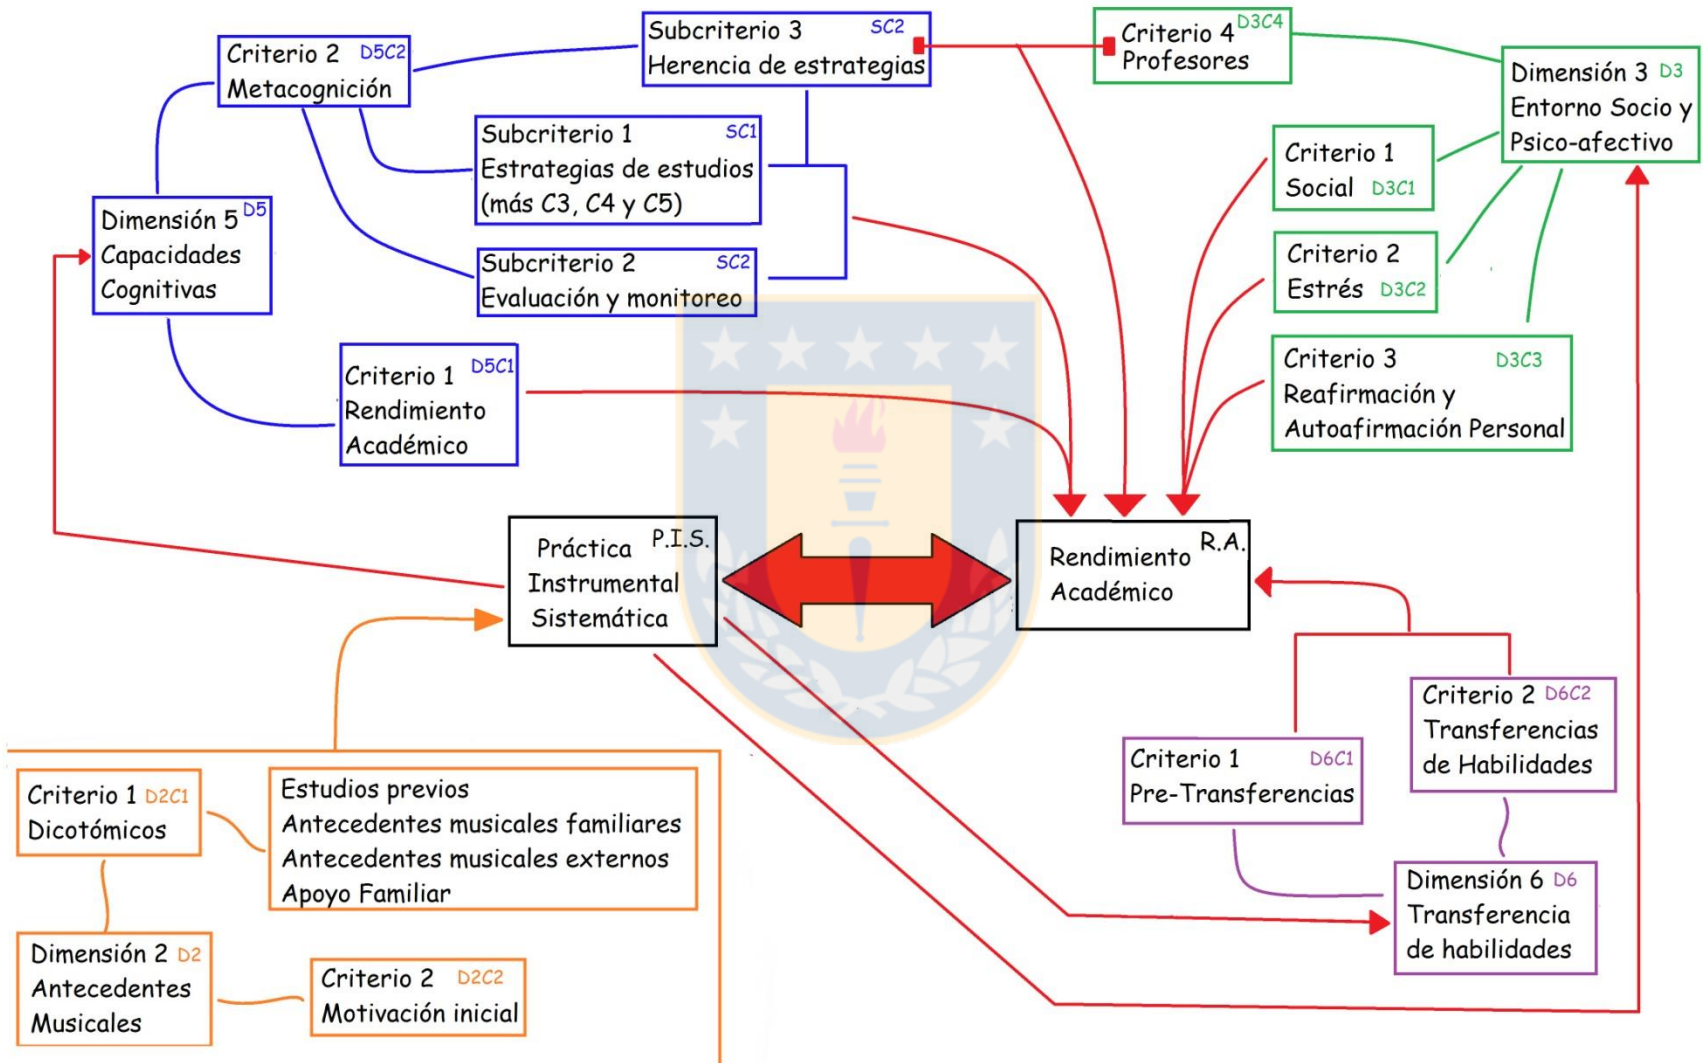 Criterio 2 D5C2
Metacognición
Subcriterio 3 SC2
Herencia de estrategias
Criterio 4 D3C4
Profesores
Dimensión 3 D3
Entorno Socio y
Psico-afectivo
Subcriterio 1 SC1
Estrategias de estudios
(más C3, C4 y C5)
Criterio 1
Social D3C1
Dimensión 5 D5
Capacidades
Cognitivas
Subcriterio 2 SC2
Evaluación y monitoreo
Criterio 2
Estrés D3C2
Criterio 1 D5C1
Rendimiento
Académico
Criterio 3 D3C3
Reafirmación y
Autoafirmación Personal
Práctica P.I.S.
Instrumental
Sistemática
Rendimiento R.A.
Académico
Criterio 2 D6C2
Transferencias
de Habilidades
Criterio 1 D6C1
Pre-Transferencias
Criterio 1 D2C1
Dicotómicos
Estudios previos
Antecedentes musicales familiares
Antecedentes musicales externos
Apoyo Familiar
Dimensión 6 D6
Transferencia
de habilidades
Dimensión 2 D2
Antecedentes
Musicales
Criterio 2 D2C2
Motivación inicial